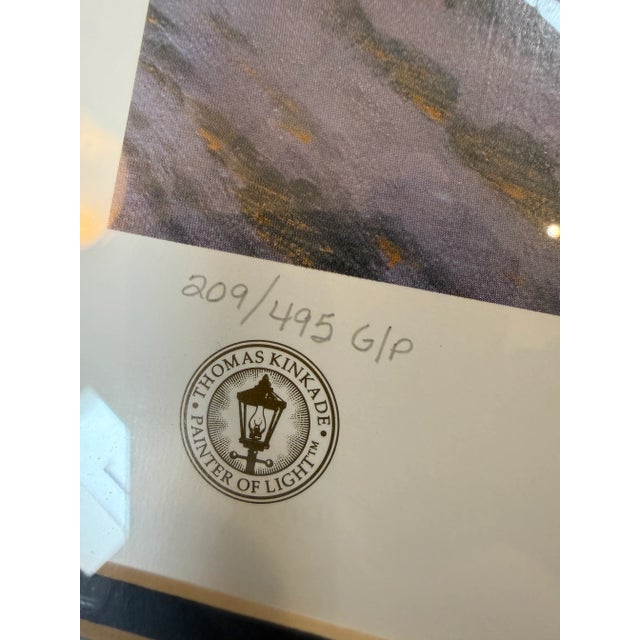 209/495 G/P
THOMAS KINKADE
PAINTER OF LIGHT™